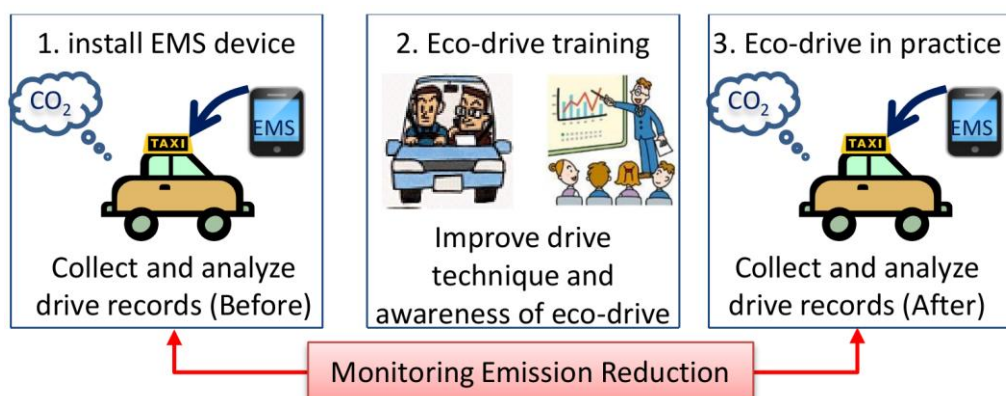 1. install EMS device
CO2
EMS
TAXI
Collect and analyze
drive records (Before)
2. Eco-drive training
Improve drive
technique and
awareness of eco-drive
3. Eco-drive in practice
CO2
EMS
TAXI
Collect and analyze
drive records (After)
Monitoring Emission Reduction